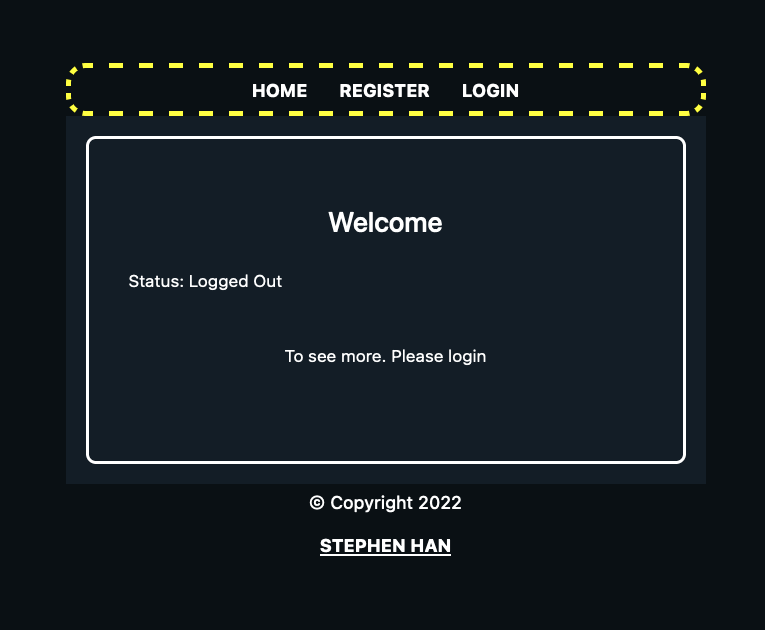 HOME REGISTER LOGIN
Welcome
Status: Logged Out
To see more. Please login
© Copyright 2022
STEPHEN HAN